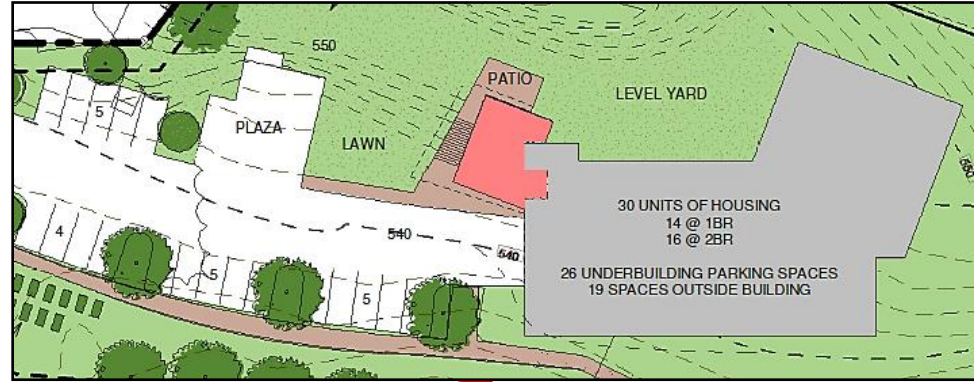 550
PATIO
LEVEL YARD
5
PLAZA
LAWN
550
30 UNITS OF HOUSING
14 @ 1BR
16 @ 2BR
4
540
540
26 UNDERBUILDING PARKING SPACES
19 SPACES OUTSIDE BUILDING
5
5